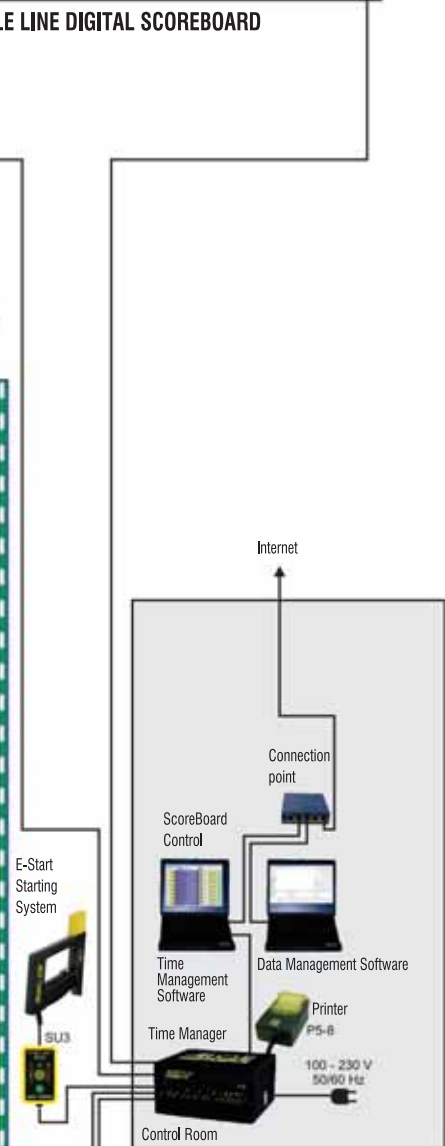 LE LINE DIGITAL SCOREBOARD
Internet
Connection
point
ScoreBoard
Control
E-Start
Starting
System
Time
Management
Software
Data Management Software
Printer
P5-8
SU3
Time Manager
100 - 230 V
50/60 Hz
Control Room